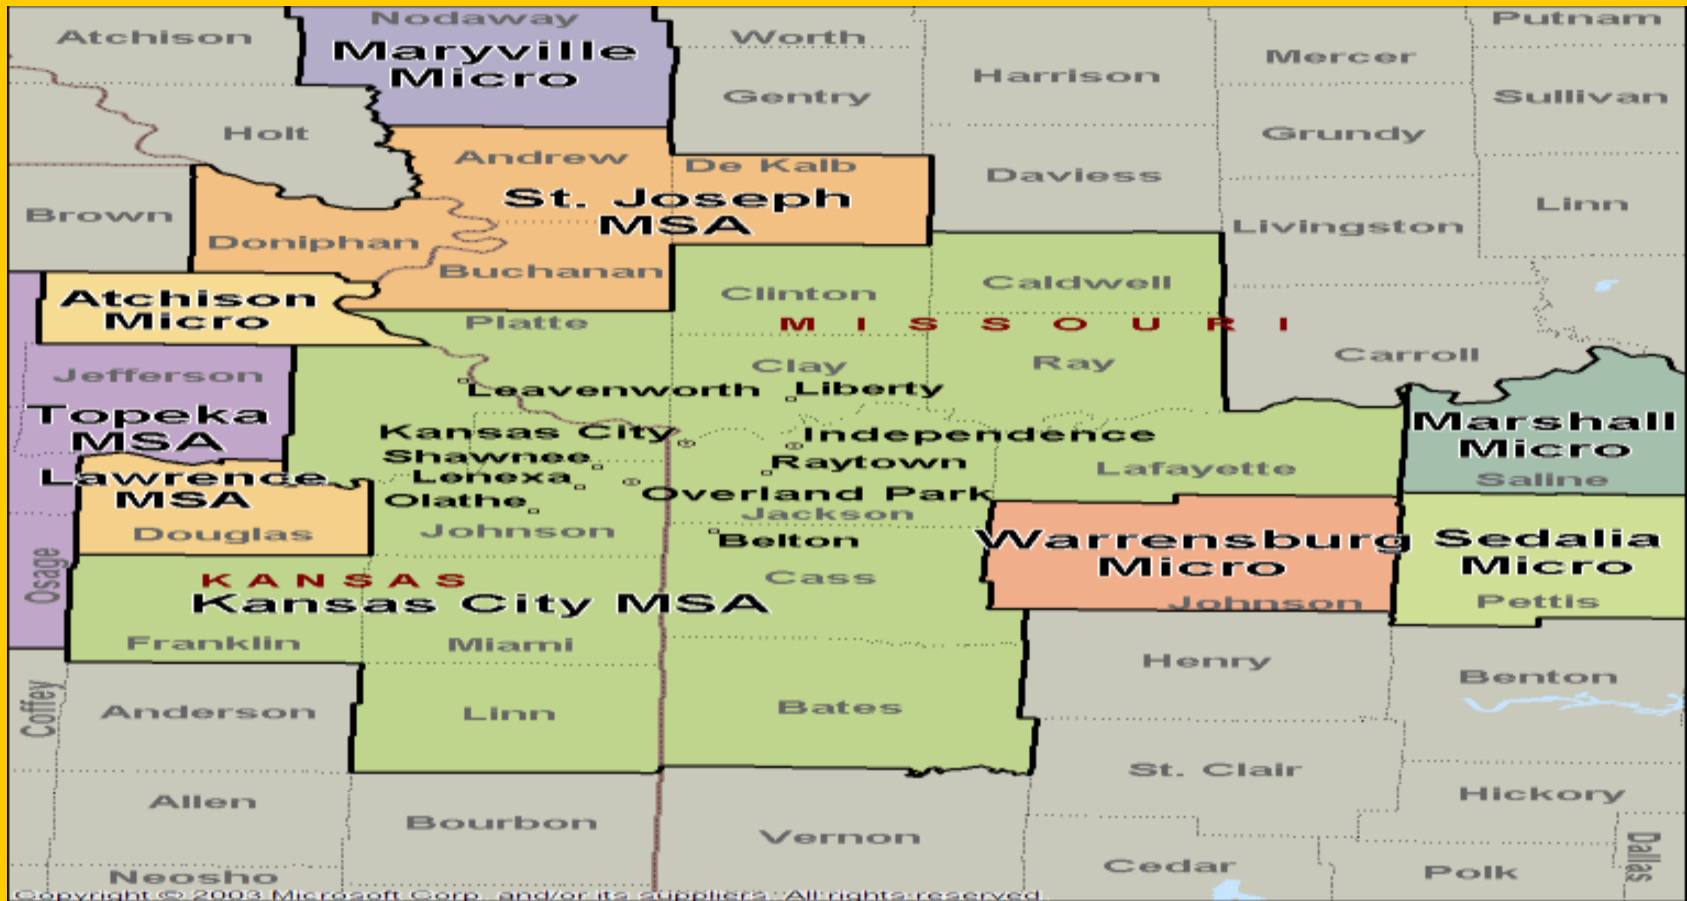 Nodaway
Putnam
Atchison
Worth
Maryville
Micro
Mercer
Harrison
Gentry
Sullivan
Holt
Grundy
Andrew
De Kalb
Daviess
St. Joseph
MSA
Linn
Brown
Livingston
Doniphan
Buchanan
Clinton
Caldwell
Atchison
Micro
Platte
MISSOURI
Carroll
Clay
Ray
Jefferson
Leavenworth
Liberty
Topeka
MSA
Marshall
Micro
Kansas City
Independence
Shawnee
Raytown
Lafayette
Lawrence
MSA
Lenexa
Saline
Olathe
Overland Park
Jackson
Douglas
Johnson
Belton
Warrensburg
Micro
Sedalia
Micro
Osage
KANSAS
Cass
Kansas City MSA
Johnson
Pettis
Franklin
Miami
Henry
Benton
Coffey
Anderson
Linn
Bates
St. Clair
Hickory
Allen
Bourbon
Vernon
Dallas
Cedar
Polk
Neosho
Copyright © 2003 Microsoft Corp. and/or its suppliers. All rights reserved.